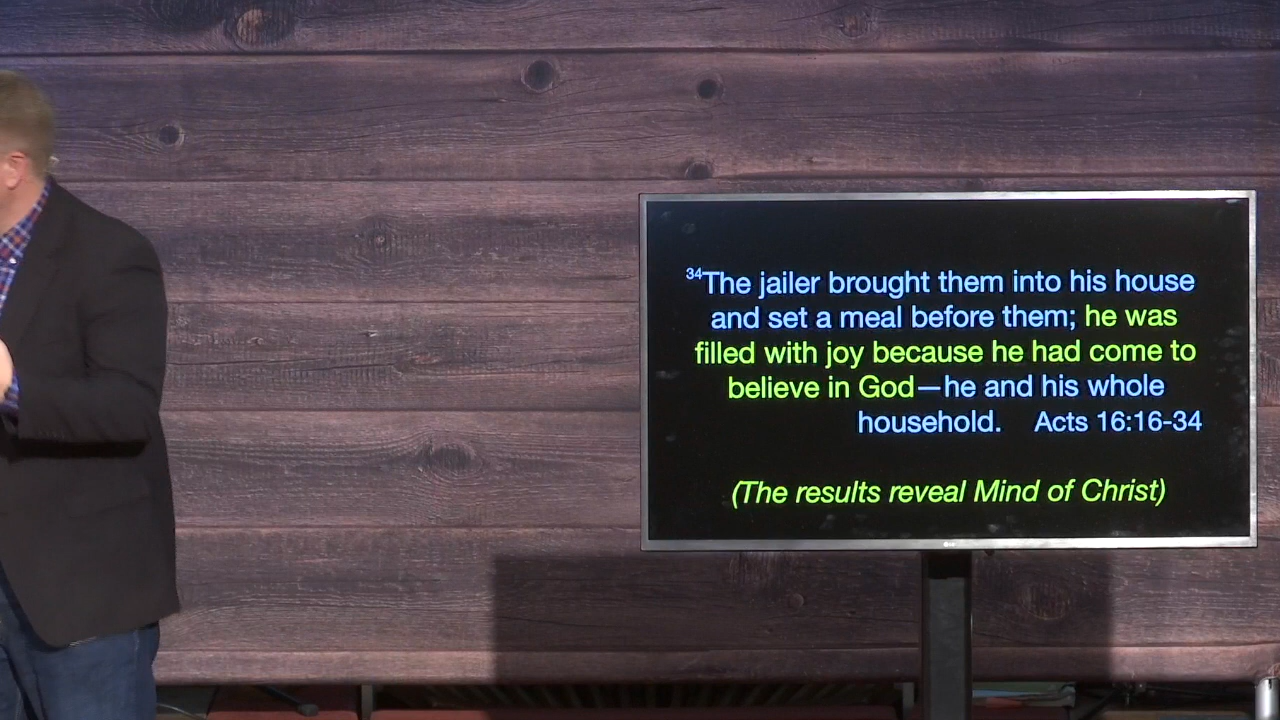 ³⁴The jailer brought them into his house
and set a meal before them; he was
filled with joy because he had come to
believe in God—he and his whole
household. Acts 16:16-34
(The results reveal Mind of Christ)